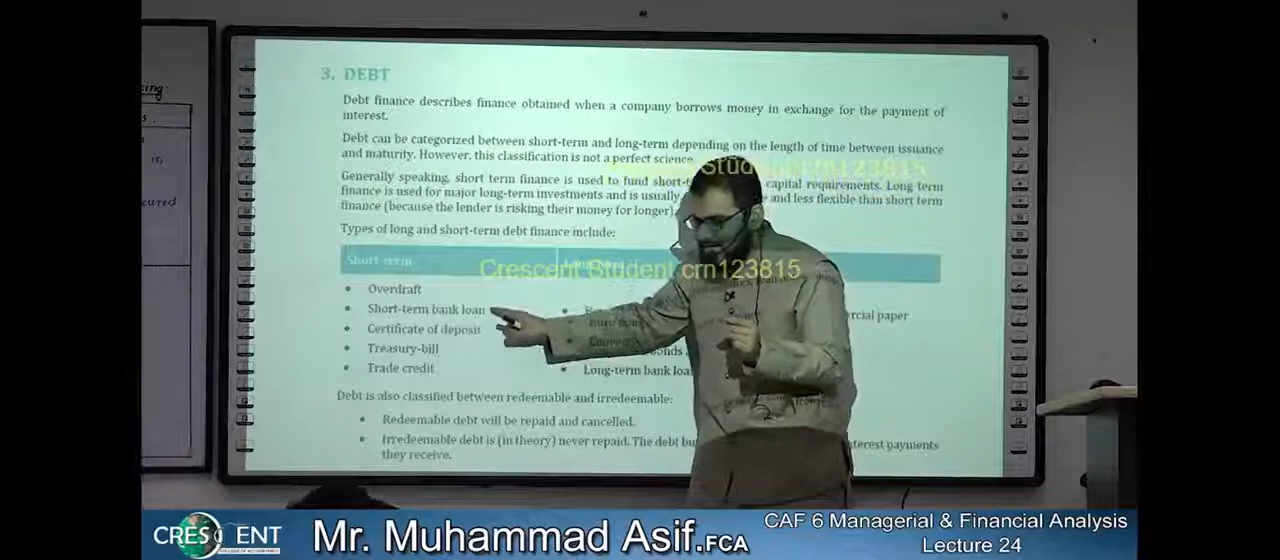 3. DEBT
Debt finance describes finance obtained when a company borrows money in exchange for the payment of
interest.
Debt can be categorized between short-term and long-term depending on the length of time between issuance
and maturity. However, this classification is not a perfect science.
Generally speaking, short term finance is used to fund capital requirements. Long term
finance is used for major long-term investments and is usually and less flexible than short term
finance (because the lender is risking their money for longer)
Types of long and short-term debt finance include:
Short-term
Crescent Student crn123815
Overdraft
Short-term bank loan
Certificate of deposit
Treasury-bill
Trade credit
paper
Long-term bank
Debt is also classified between redeemable and irredeemable:
Redeemable debt will be repaid and cancelled.
Irredeemable debt is (in theory) never repaid. The debt interest payments
they receive.
CRESCENT
COLLEGE OF ACCOUNTANCY
Mr. Muhammad Asif.FCA
CAF 6 Managerial & Financial Analysis
Lecture 24